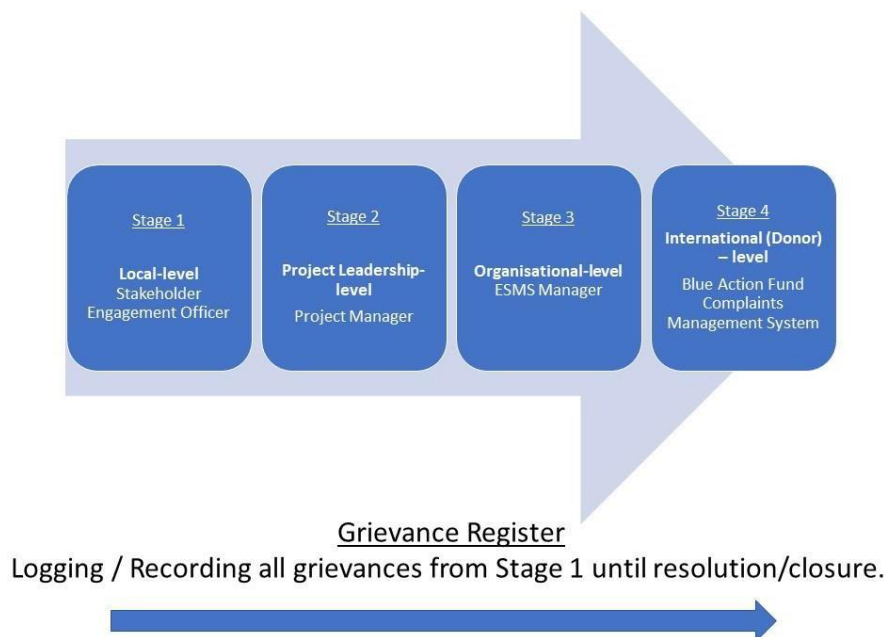 Stage 1
Local-level
Stakeholder
Engagement Officer
Stage 2
Project Leadership-
level
Project Manager
Stage 3
Organisational-level
ESMS Manager
Stage 4
International (Donor)
– level
Blue Action Fund
Complaints
Management System
Grievance Register
Logging / Recording all grievances from Stage 1 until resolution/closure.